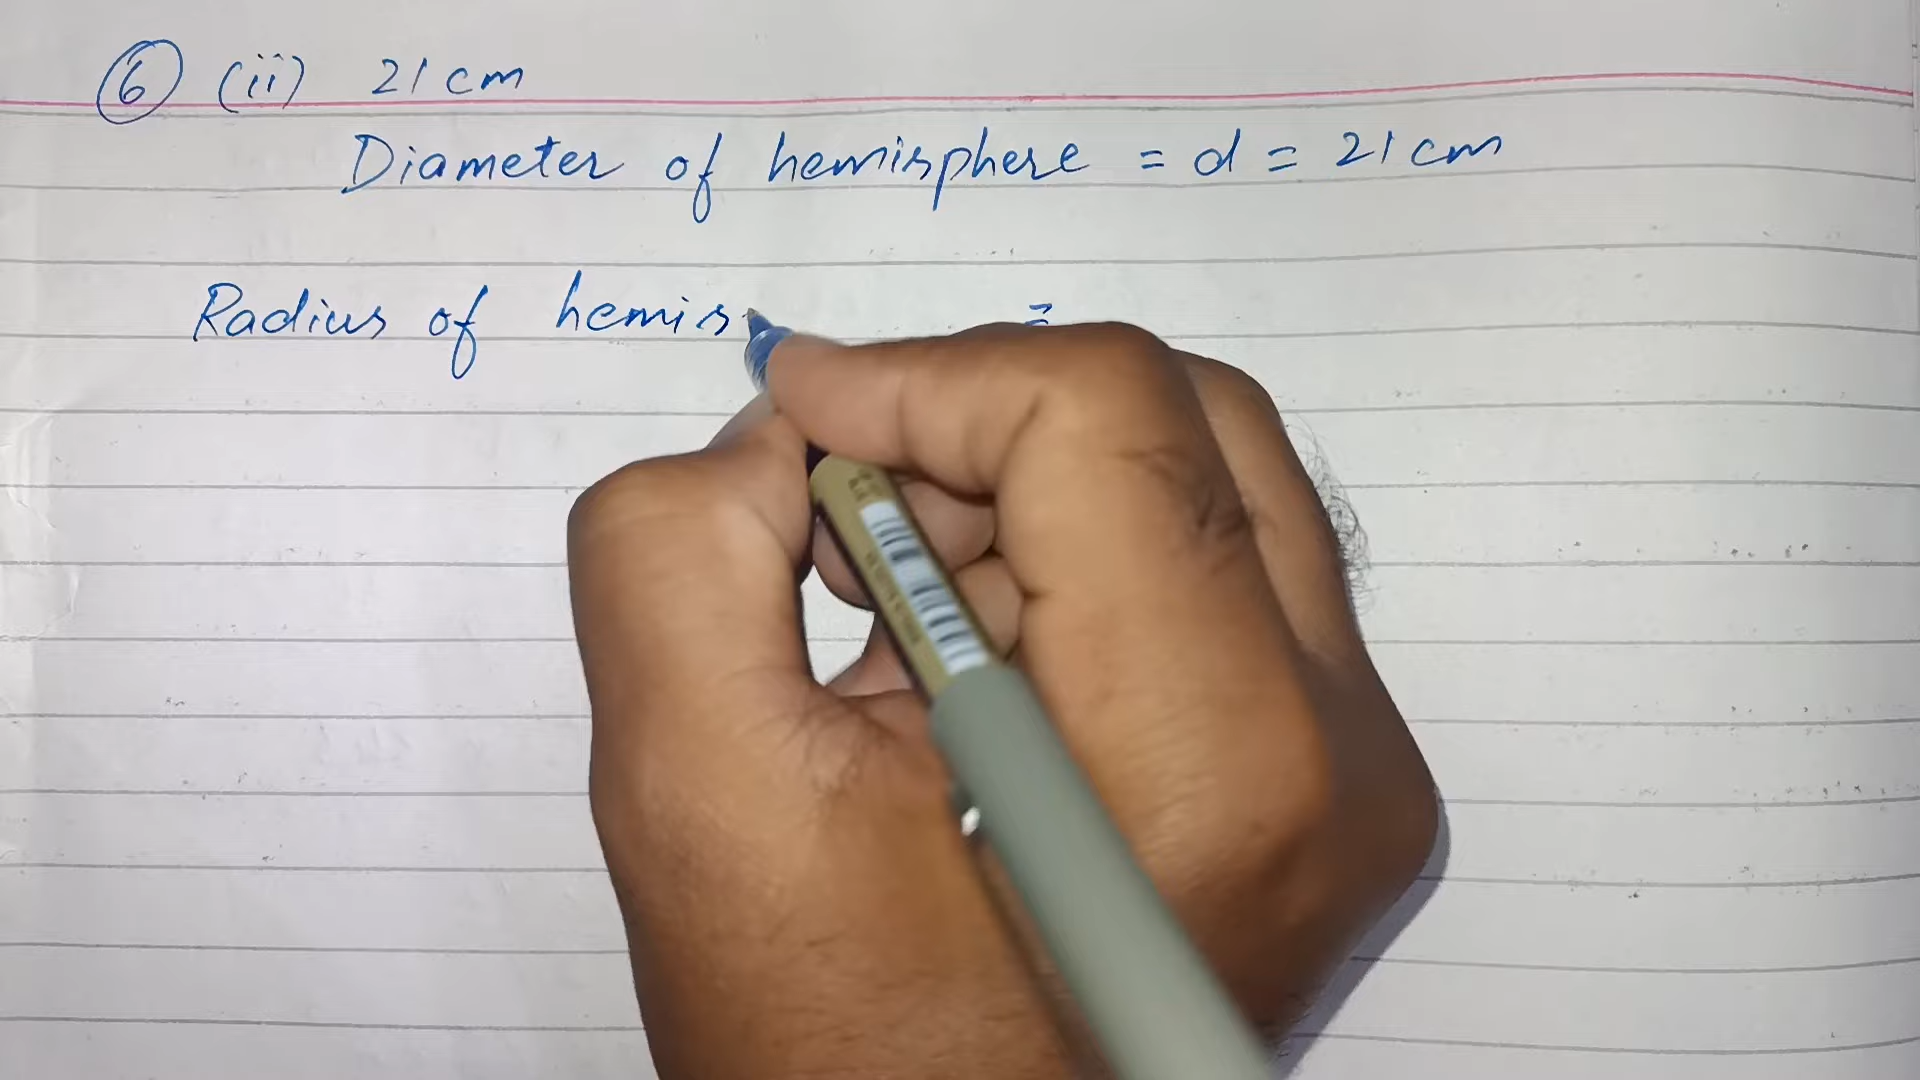 6 (ii) 21 cm
Diameter of hemisphere = d = 21 cm
Radius of hemis =